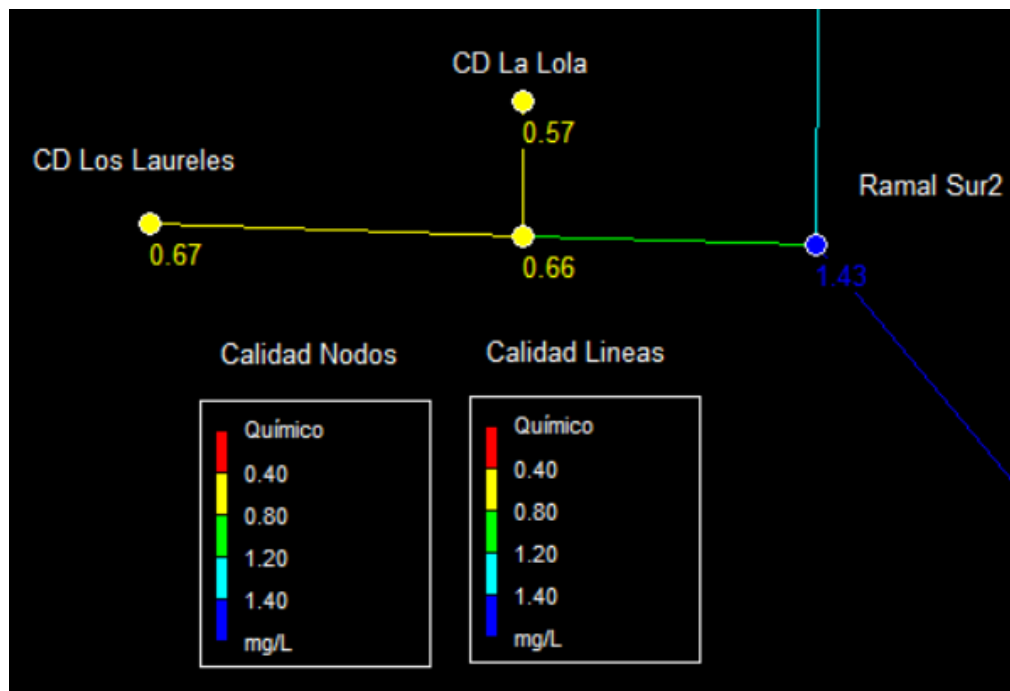 CD La Lola
0.57
CD Los Laureles
Ramal Sur2
0.67
0.66
1.43
Calidad Nodos
Químico
0.40
0.80
1.20
1.40
mg/L
Calidad Lineas
Químico
0.40
0.80
1.20
1.40
mg/L